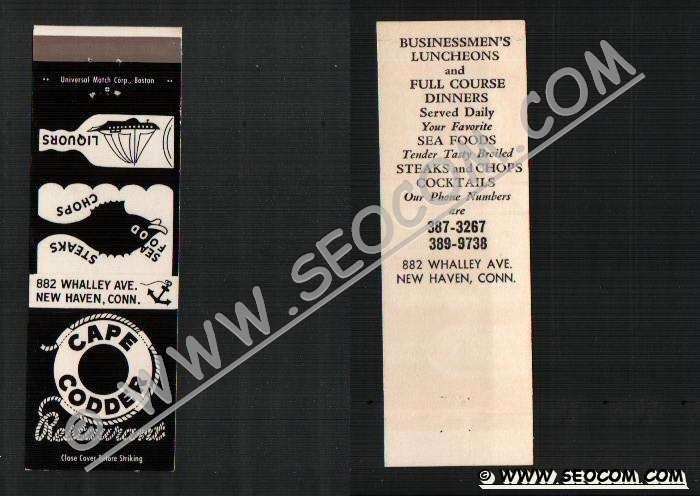 •• Universal Match Corp., Boston ••
LIQUORS
CHOPS
SEA
FOOD
STEAKS
882 WHALLEY AVE.
NEW HAVEN, CONN.
CAPE
CODDER
Restaurant
Close Cover Before Striking
BUSINESSMEN'S
LUNCHEONS
and
FULL COURSE
DINNERS
Served Daily
Your Favorite
SEA FOODS
Tender Tasty Broiled
STEAKS and CHOPS
COCKTAILS
Our Phone Numbers
are
387-3267
389-9738
882 WHALLEY AVE.
NEW HAVEN, CONN.
© WWW.SEOCOM.COM
© WWW.SEOCOM.COM